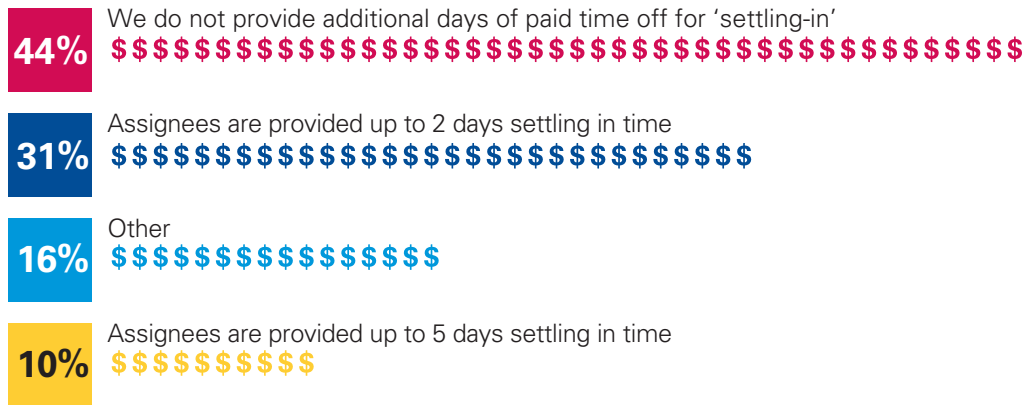 We do not provide additional days of paid time off for ‘settling-in’
44% $$$$$$$$$$$$$$$$$$$$$$$$$$$$$$$$$$$$$$$$$$$$
Assignees are provided up to 2 days settling in time
31% $$$$$$$$$$$$$$$$$$$$$$$$$$$$$$$
Other
16% $$$$$$$$$$$$$$$$
Assignees are provided up to 5 days settling in time
10% $$$$$$$$$$